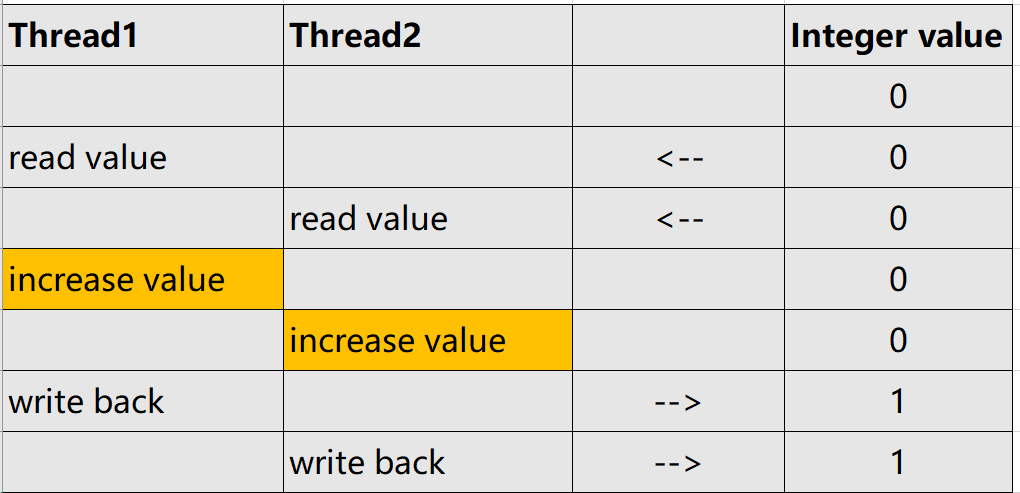 Thread1 Thread2 Integer value
0
read value <-- 0
read value <-- 0
increase value 0
increase value 0
write back --> 1
write back --> 1